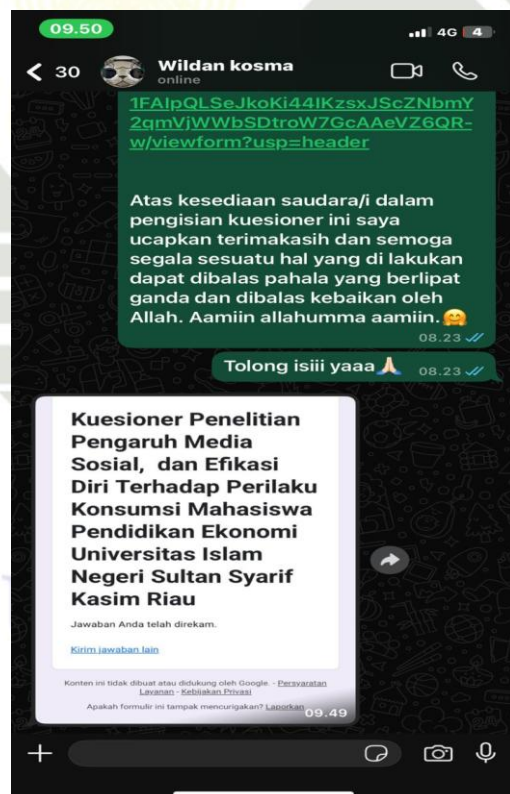 09.50
4G 4
30 Wildan kosma
online
1FAIpQLSeJkoKi44IKzsxJScZNbmY
2qmVjWWbSDtroW7GcAAeVZ6QR-
w/viewform?usp=header
Atas kesediaan saudara/i dalam
pengisian kuesioner ini saya
ucapkan terimakasih dan semoga
segala sesuatu hal yang di lakukan
dapat dibalas pahala yang berlipat
ganda dan dibalas kebaikan oleh
Allah. Aamiin allahumma aamiin.🤗
08.23
Tolong isiii yaaa🙏🏻 08.23
Kuesioner Penelitian
Pengaruh Media
Sosial, dan Efikasi
Diri Terhadap Perilaku
Konsumsi Mahasiswa
Pendidikan Ekonomi
Universitas Islam
Negeri Sultan Syarif
Kasim Riau
Jawaban Anda telah direkam.
Kirim jawaban lain
Konten ini tidak dibuat atau didukung oleh Google. - Persyaratan
Layanan - Kebijakan Privasi
Apakah formulir ini tampak mencurigakan? Laporkan
09.49